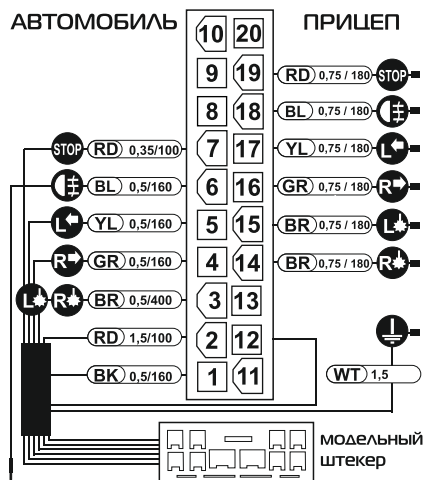 АВТОМОБИЛЬ ПРИЦЕП
10 20
9 19 RD 0,75 / 180 STOP
8 18 BL 0,75 / 180
STOP RD 0,35/100 7 17 YL 0,75 / 180 L
BL 0,5/160 6 16 GR 0,75 / 180 R
L YL 0,5/160 5 15 BR 0,75 / 180 L
R GR 0,5/160 4 14 BR 0,75 / 180 R
L R BR 0,5/400 3 13
RD 1,5/100 2 12
BK 0,5/160 1 11 WT 1,5
модельный
штекер